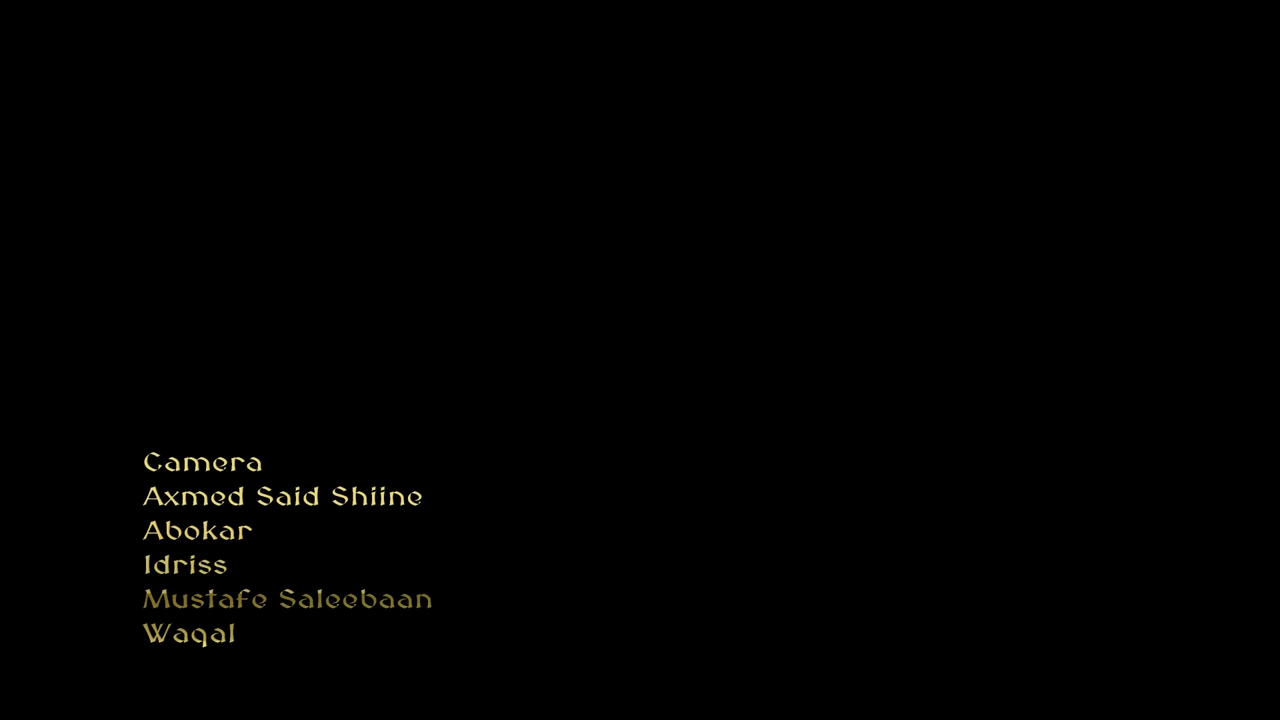 Camera
Axmed Said Shiine
Abokar
Idriss
Mustafe Saleebaan
Waqal